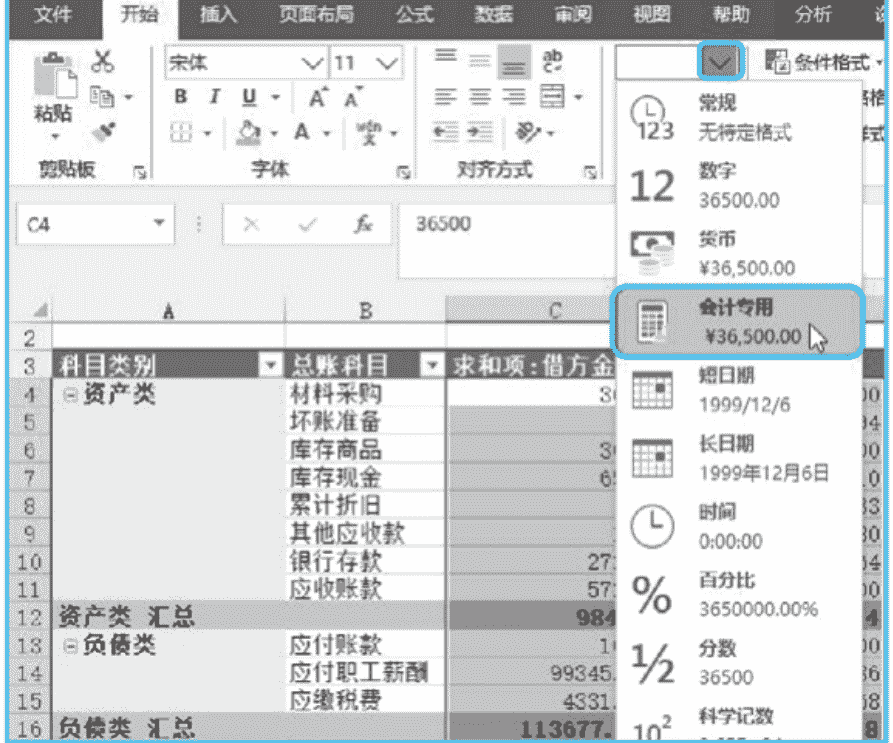 文件 开始 插入 页面布局 公式 数据 审阅 视图 帮助 分析
宋体 11
条件格式
粘贴
B I U A A
A wén 文
剪贴板 字体 对齐方式
C4 fx 36500
常规
无特定格式
123
12
数字
36500.00
货币
¥36,500.00
会计专用
¥36,500.00
短日期
1999/12/6
长日期
1999年12月6日
时间
0:00:00
%
百分比
3650000.00%
1/2
分数
36500
10²
科学记数
A B C
2
3 科目类别 总账科目 求和项:借方金
4 资产类 材料采购
5 坏账准备
6 库存商品
7 库存现金
8 累计折旧
9 其他应收款
10 银行存款 27
11 应收账款 57
12 资产类 汇总 984
13 负债类 应付账款
14 应付职工薪酬 99345.
15 应缴税费 4331.
16 负债类 汇总 113677.